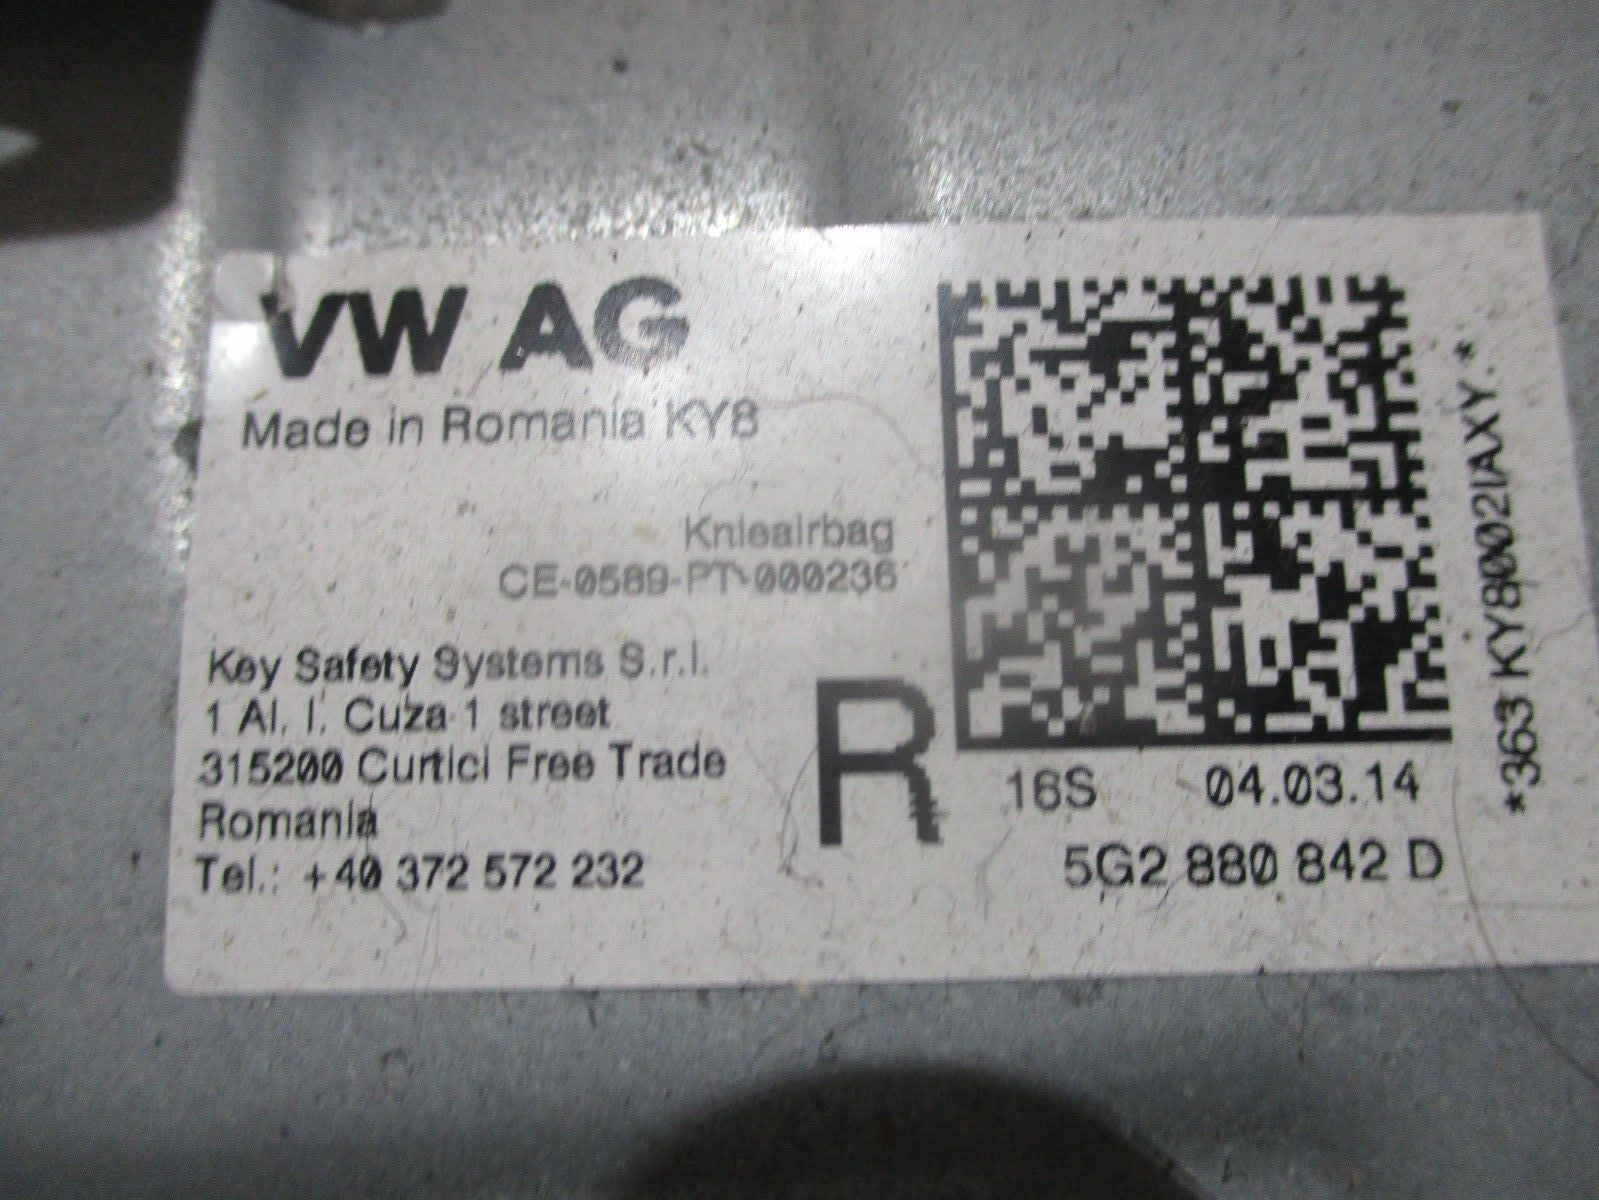 VW AG
Made in Romania KY8
Knieairbag
CE-0589-PT-000236
Key Safety Systems S.r.l.
1 Al. I. Cuza 1 street
315200 Curtici Free Trade
Romania
Tel.: +40 372 572 232
R
16S 04.03.14
5G2 880 842 D
*363 KY8002IAXY.*